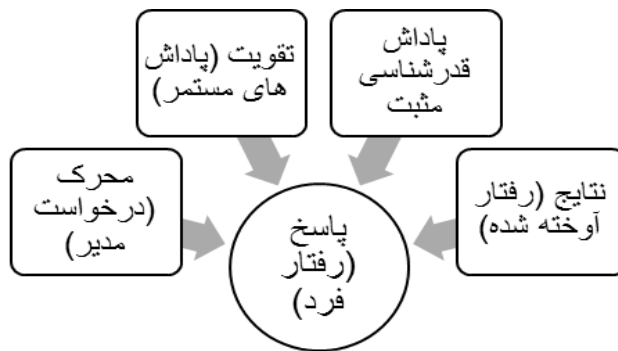 پاداش
قدرشناسی
مثبت
تقویت (پاداش
های مستمر)
نتایج (رفتار
آوخته شده)
محرک
(درخواست
مدیر)
پاسخ
(رفتار
فرد)